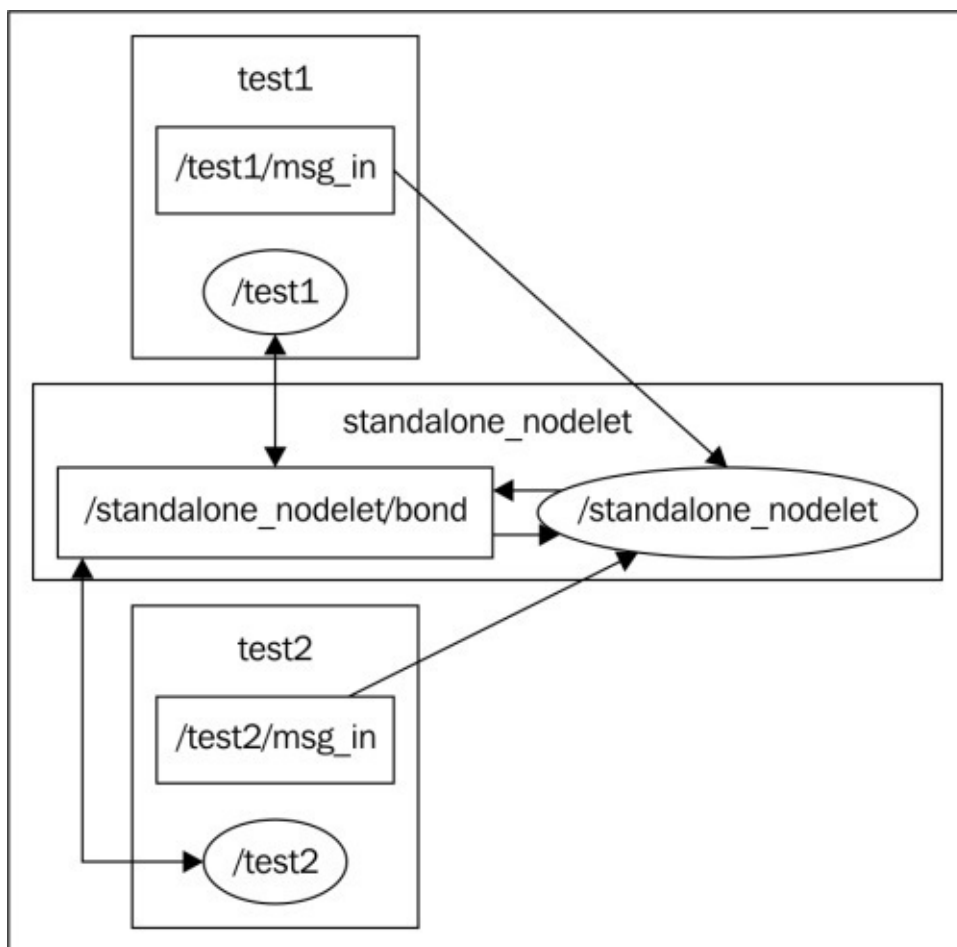 test1
/test1/msg_in
/test1
standalone_nodelet
/standalone_nodelet/bond
/standalone_nodelet
test2
/test2/msg_in
/test2